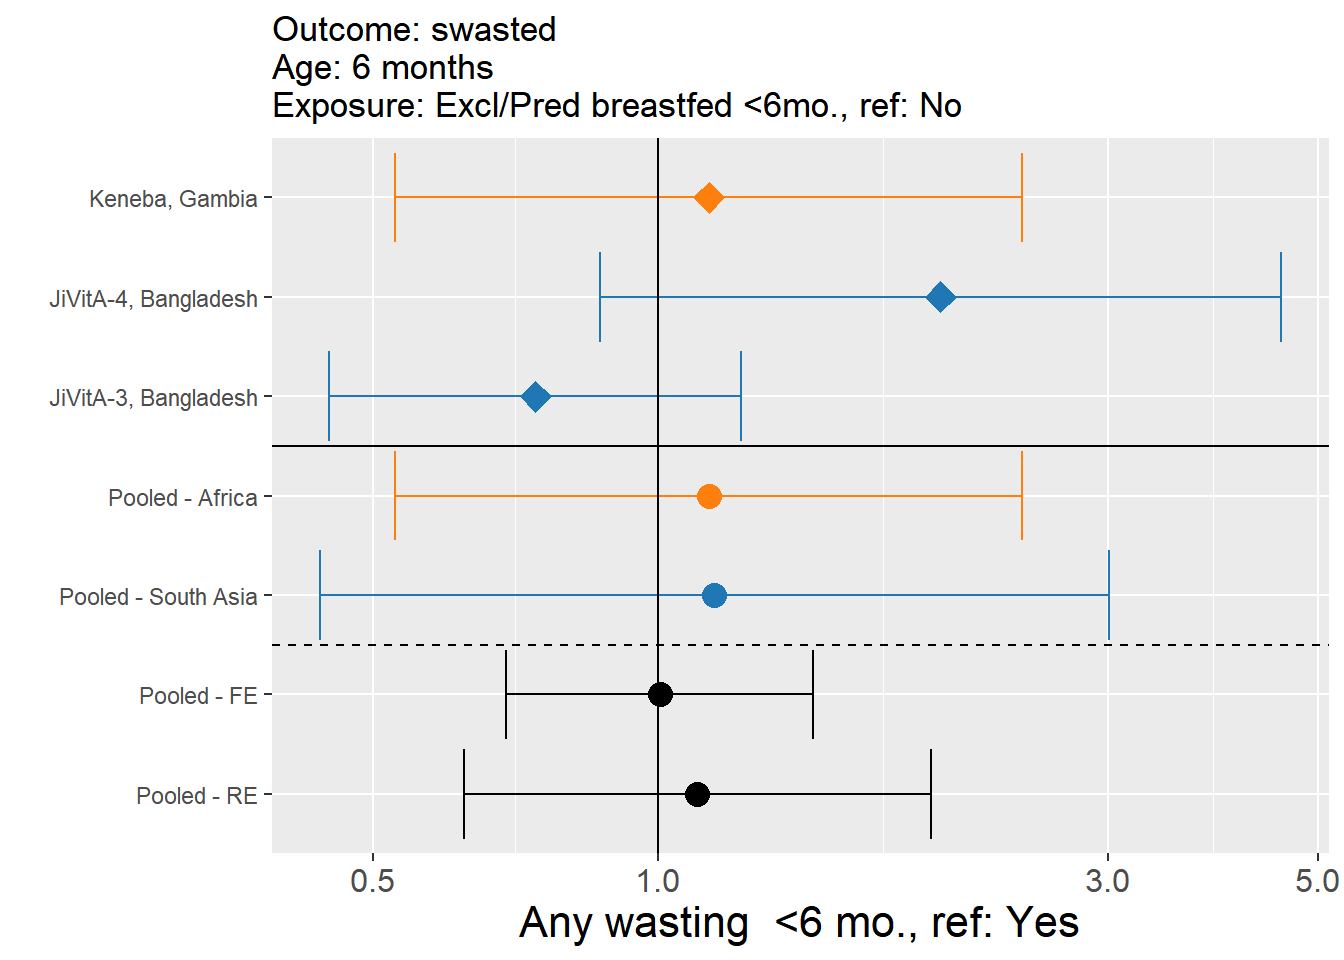 Outcome: swasted
Age: 6 months
Exposure: Excl/Pred breastfed <6mo., ref: No
Keneba, Gambia
JiVitA-4, Bangladesh
JiVitA-3, Bangladesh
Pooled - Africa
Pooled - South Asia
Pooled - FE
Pooled - RE
0.5 1.0 3.0 5.0
Any wasting  <6 mo., ref: Yes